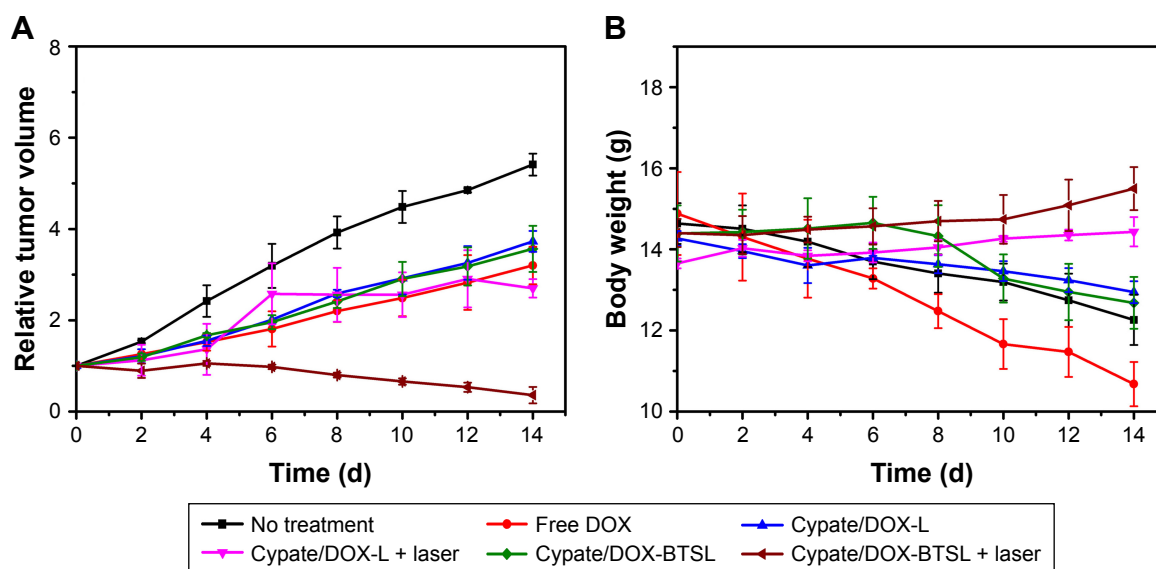 A
B
Relative tumor volume
8
6
4
2
0
0 2 4 6 8 10 12 14
Time (d)
Body weight (g)
18
16
14
12
10
0 2 4 6 8 10 12 14
Time (d)
No treatment
Free DOX
Cypate/DOX-L
Cypate/DOX-L + laser
Cypate/DOX-BTSL
Cypate/DOX-BTSL + laser